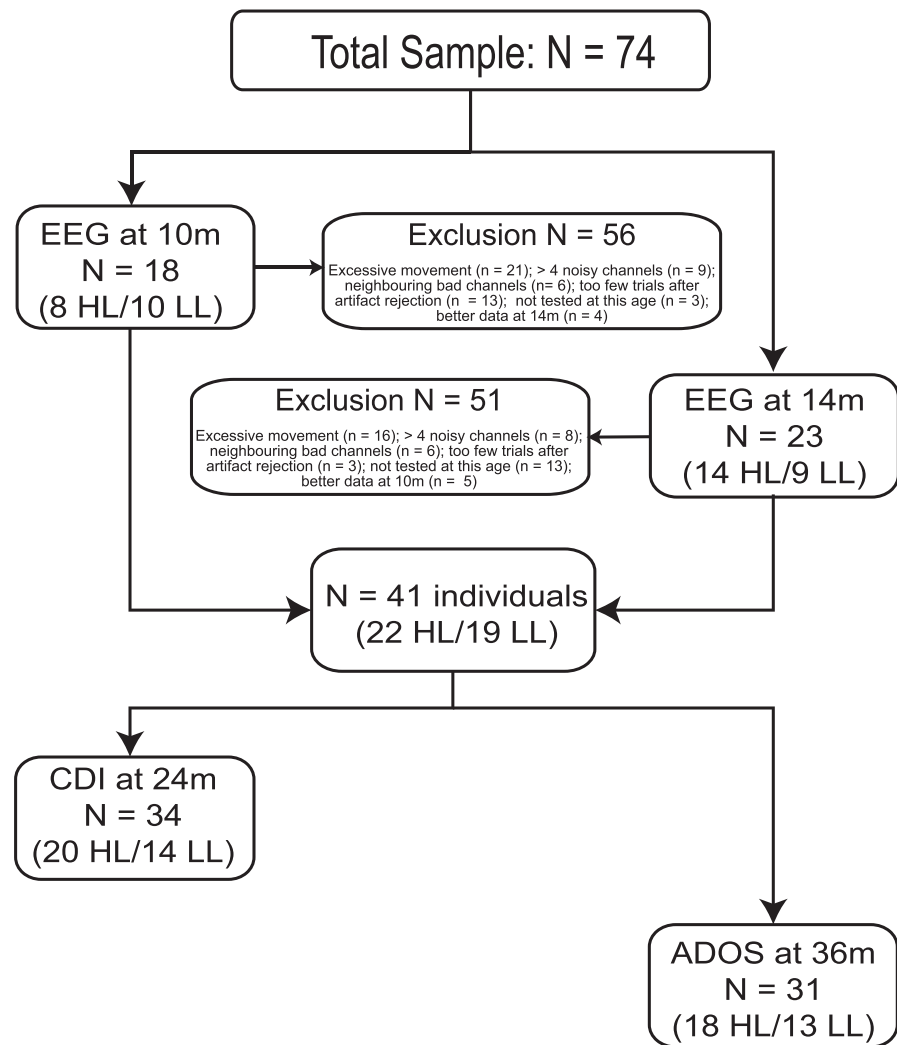 Total Sample: N = 74
EEG at 10m
N = 18
(8 HL/10 LL)
Exclusion N = 56
Excessive movement (n = 21); > 4 noisy channels (n = 9);
neighbouring bad channels (n= 6); too few trials after
artifact rejection (n = 13); not tested at this age (n = 3);
better data at 14m (n = 4)
Exclusion N = 51
Excessive movement (n = 16); > 4 noisy channels (n = 8);
neighbouring bad channels (n = 6); too few trials after
artifact rejection (n = 3); not tested at this age (n = 13);
better data at 10m (n = 5)
EEG at 14m
N = 23
(14 HL/9 LL)
N = 41 individuals
(22 HL/19 LL)
CDI at 24m
N = 34
(20 HL/14 LL)
ADOS at 36m
N = 31
(18 HL/13 LL)